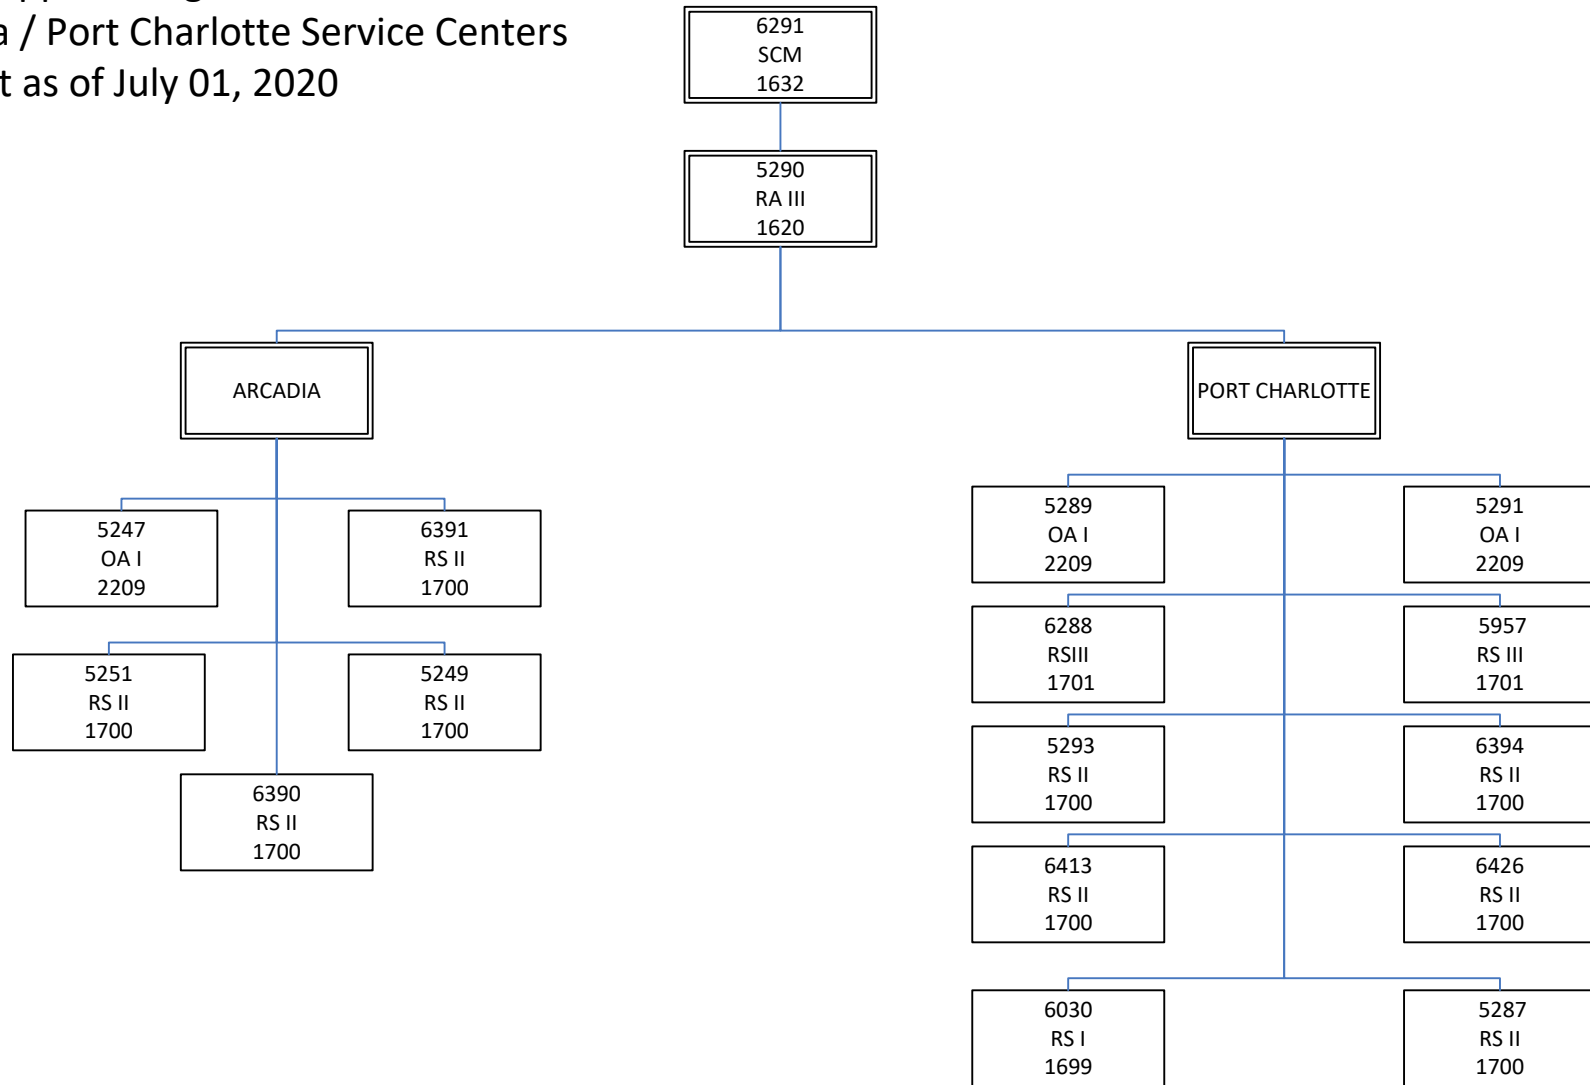 a / Port Charlotte Service Centers
t as of July 01, 2020
6291
SCM
1632
5290
RA III
1620
ARCADIA
PORT CHARLOTTE
5247
OA I
2209
6391
RS II
1700
5251
RS II
1700
5249
RS II
1700
6390
RS II
1700
5289
OA I
2209
5291
OA I
2209
6288
RSIII
1701
5957
RS III
1701
5293
RS II
1700
6394
RS II
1700
6413
RS II
1700
6426
RS II
1700
6030
RS I
1699
5287
RS II
1700